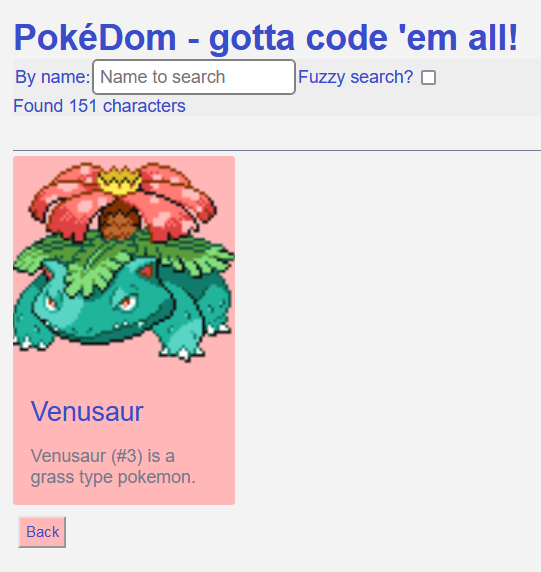 PokéDom - gotta code 'em all!
By name: Name to search Fuzzy search?
Found 151 characters
Venusaur
Venusaur (#3) is a
grass type pokemon.
Back